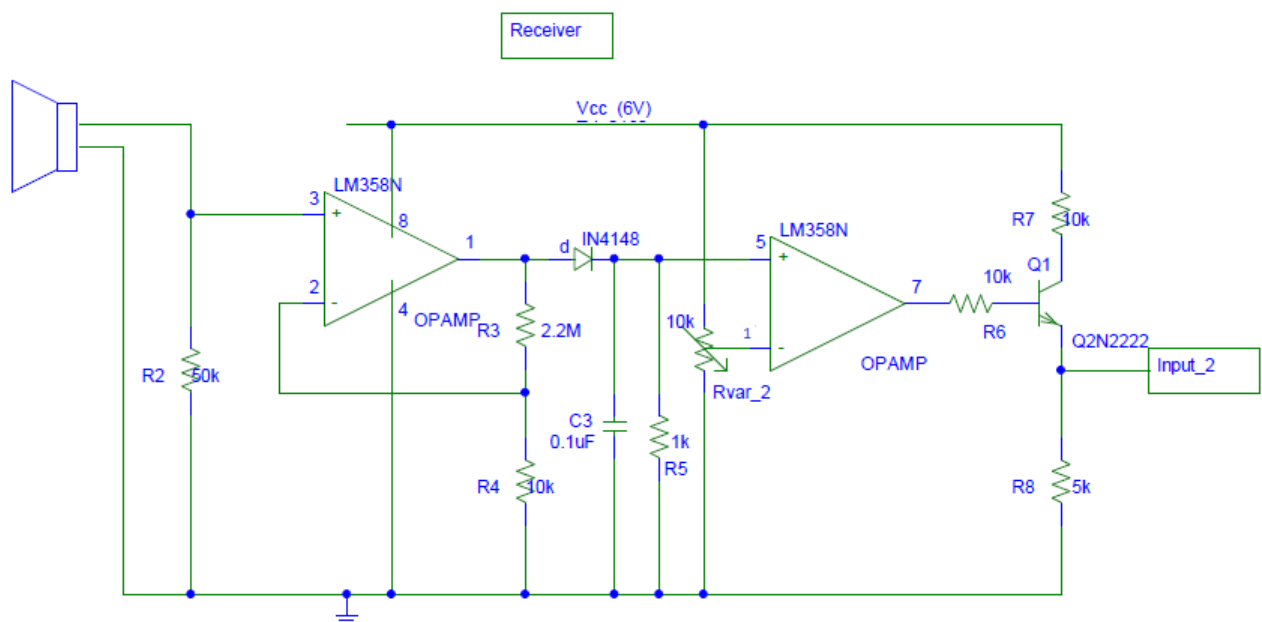 Receiver
Vcc (6V)
LM358N
3
+
8
1
2
-
4
OPAMP
R2
50k
R3
2.2M
R4
10k
d
IN4148
C3
0.1uF
1k
R5
10k
Rvar_2
LM358N
5
+
1
-
7
OPAMP
10k
R6
R7
10k
Q1
Q2N2222
Input_2
R8
5k